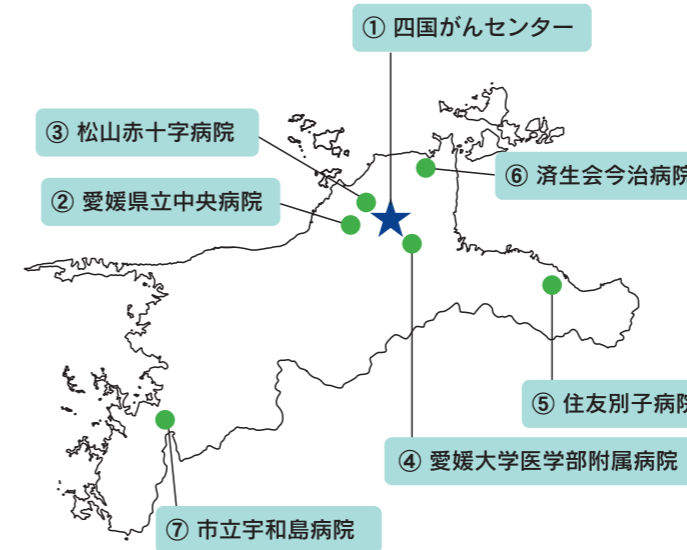 ① 四国がんセンター
③ 松山赤十字病院
② 愛媛県立中央病院
⑥ 済生会今治病院
⑤ 住友別子病院
④ 愛媛大学医学部附属病院
⑦ 市立宇和島病院